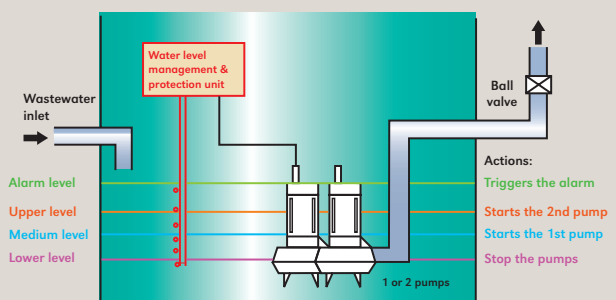 Water level
management &
protection unit
Wastewater
inlet
Ball
valve
Actions:
Alarm level
Triggers the alarm
Upper level
Starts the 2nd pump
Medium level
Starts the 1st pump
Lower level
Stop the pumps
1 or 2 pumps